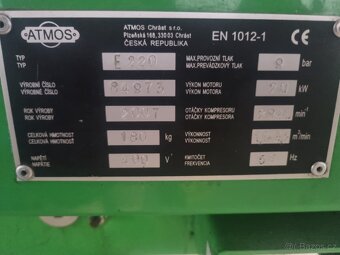 ATMOS
ATMOS Chrást s.r.o.
Plzeňská 168, 330 03 Chrást
ČESKÁ REPUBLIKA
EN 1012-1
CE
TYP
TYP
E 220
MAX.PROVOZNÍ TLAK
MAX.PREVÁDZKOVÝ TLAK
bar
VÝROBNÍ ČÍSLO
VÝROBNÉ ČÍSLO
84873
VÝKON MOTORU
VÝKON MOTORA
kW
ROK VÝROBY
ROK VÝROBY
2007
OTÁČKY KOMPRESORU
OTÁČKY KOMPRESORA
min⁻¹
CELKOVÁ HMOTNOST
CELKOVÁ HMOTNOSŤ
180 kg
VÝKONNOST
VÝKONNOSŤ
m³/min
NAPĚTÍ
NAPÄTIE
400 V
KMITOČET
FREKVENCIA
Hz